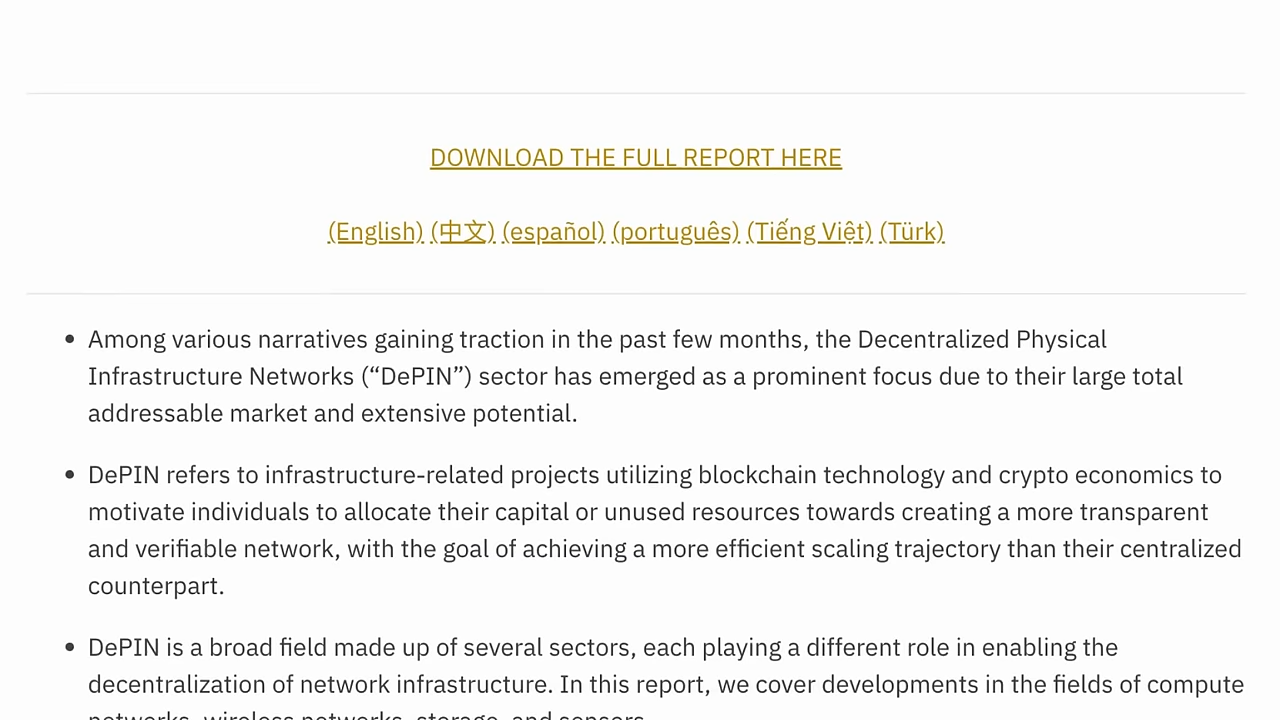 DOWNLOAD THE FULL REPORT HERE
(English) (中文) (español) (português) (Tiếng Việt) (Türk)
• Among various narratives gaining traction in the past few months, the Decentralized Physical
Infrastructure Networks (“DePIN”) sector has emerged as a prominent focus due to their large total
addressable market and extensive potential.
• DePIN refers to infrastructure-related projects utilizing blockchain technology and crypto economics to
motivate individuals to allocate their capital or unused resources towards creating a more transparent
and verifiable network, with the goal of achieving a more efficient scaling trajectory than their centralized
counterpart.
• DePIN is a broad field made up of several sectors, each playing a different role in enabling the
decentralization of network infrastructure. In this report, we cover developments in the fields of compute
networks, wireless networks, storage, and sensors.